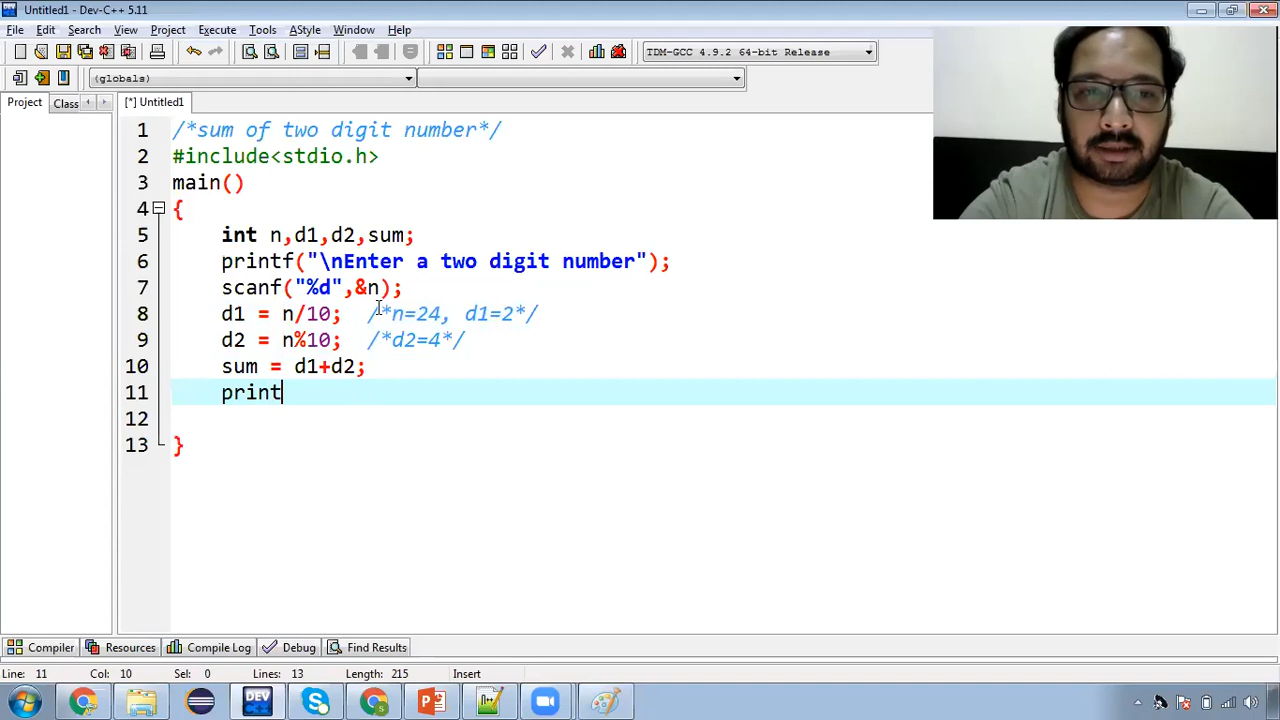 Untitled1 - Dev-C++ 5.11
File Edit Search View Project Execute Tools AStyle Window Help
TDM-GCC 4.9.2 64-bit Release
(globals)
Project Class [*] Untitled1
1 /*sum of two digit number*/
2 #include<stdio.h>
3 main()
4 {
5 int n,d1,d2,sum;
6 printf("\nEnter a two digit number");
7 scanf("%d",&n);
8 d1 = n/10; /*n=24, d1=2*/
9 d2 = n%10; /*d2=4*/
10 sum = d1+d2;
11 print
12
13 }
Compiler Resources Compile Log Debug Find Results
Line: 11 Col: 10 Sel: 0 Lines: 13 Length: 215 Insert
DEV C++